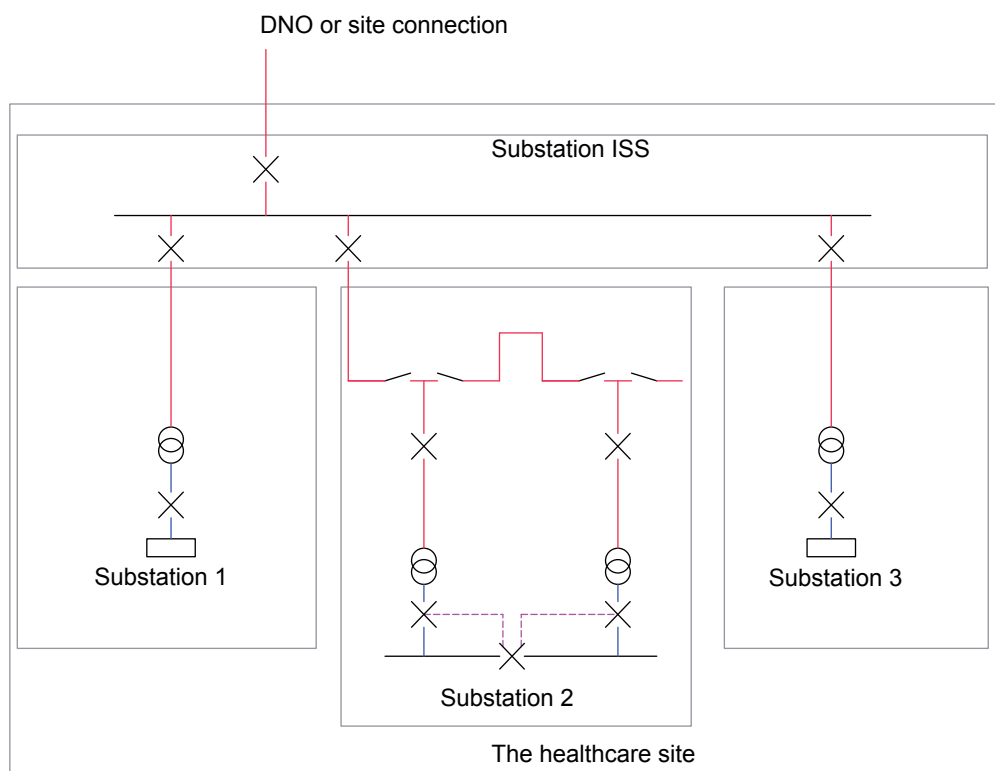 DNO or site connection
Substation ISS
Substation 1
Substation 3
Substation 2
The healthcare site